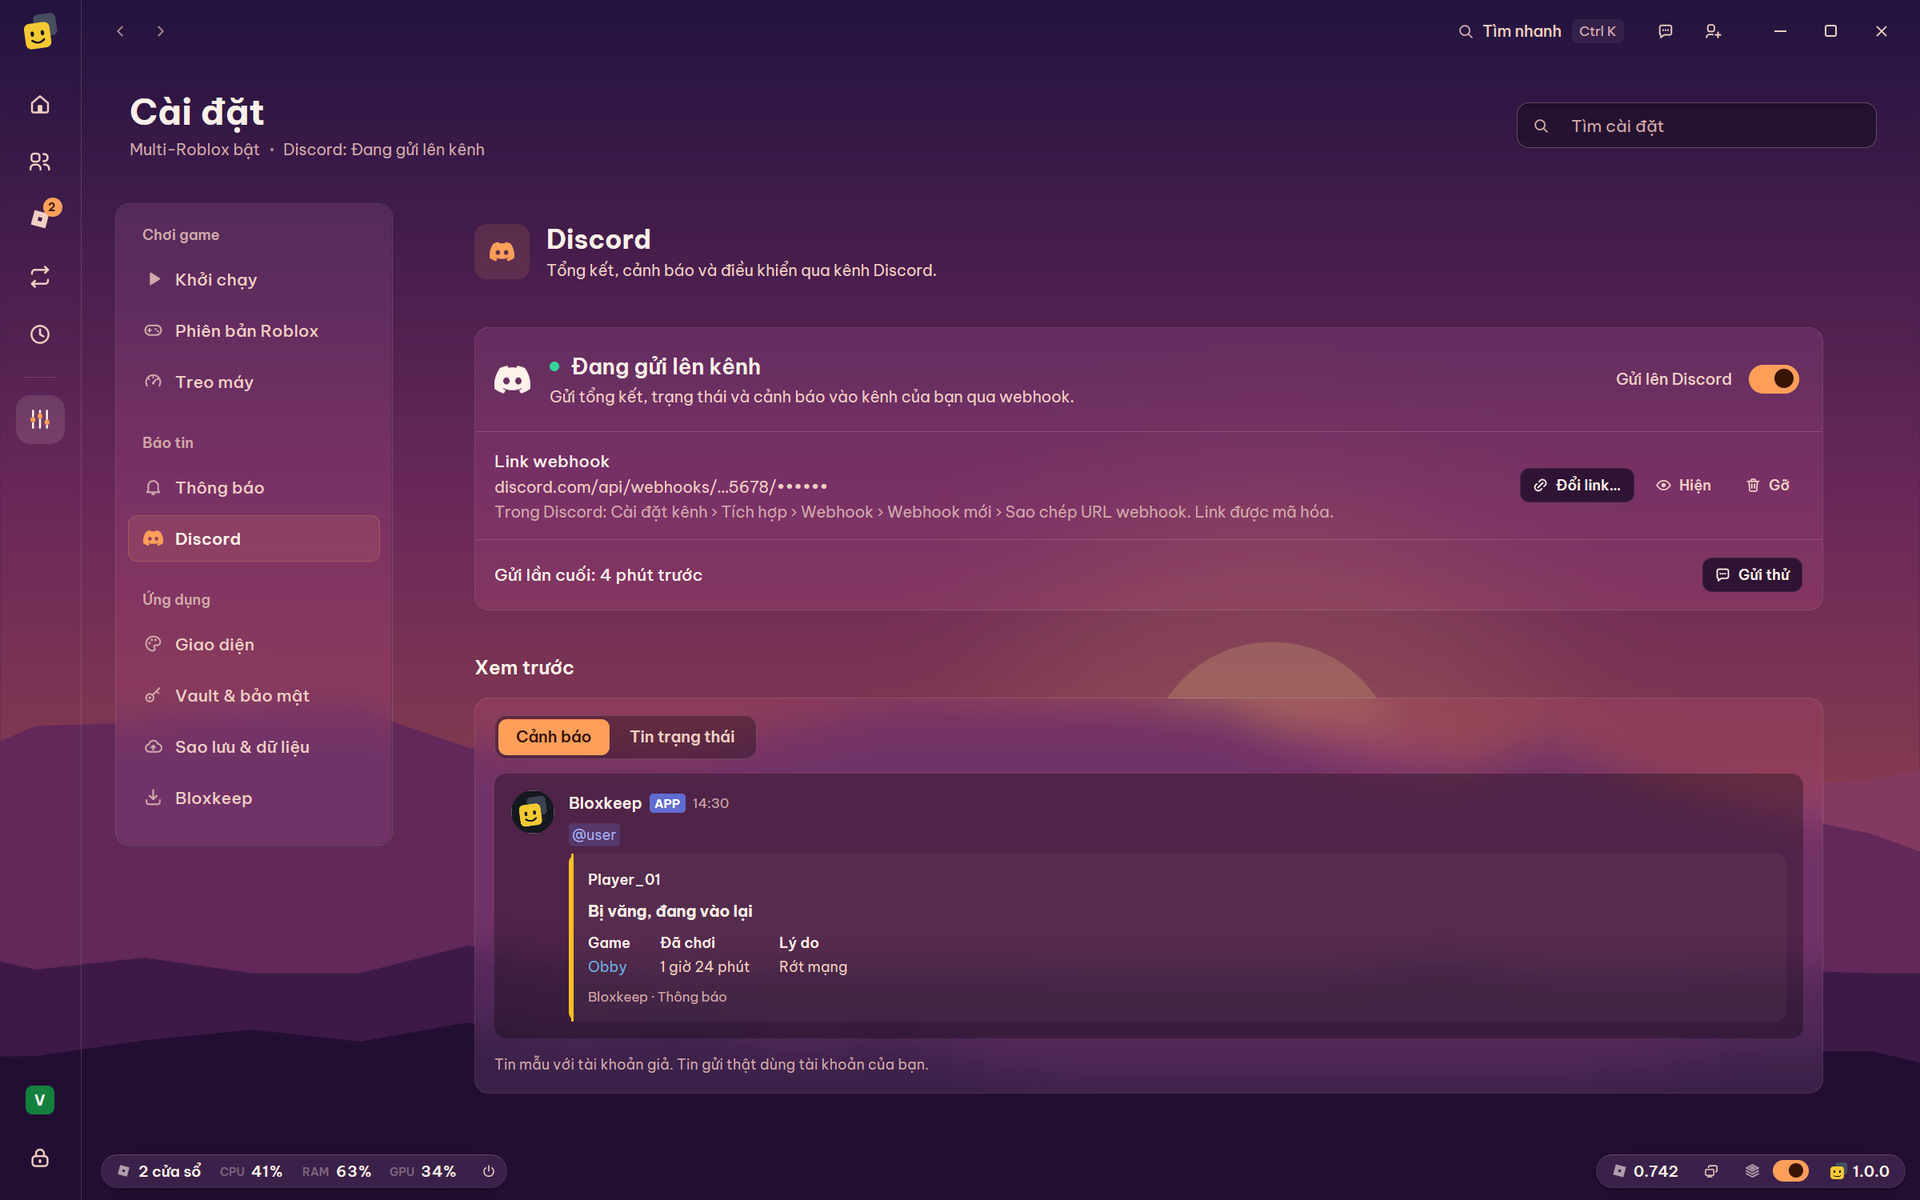 Tìm nhanh Ctrl K
Cài đặt
Multi-Roblox bật • Discord: Đang gửi lên kênh
Tìm cài đặt
2
Chơi game
Khởi chạy
Phiên bản Roblox
Treo máy
Báo tin
Thông báo
Discord
Ứng dụng
Giao diện
Vault & bảo mật
Sao lưu & dữ liệu
Bloxkeep
Discord
Tổng kết, cảnh báo và điều khiển qua kênh Discord.
Đang gửi lên kênh
Gửi tổng kết, trạng thái và cảnh báo vào kênh của bạn qua webhook.
Gửi lên Discord
Link webhook
discord.com/api/webhooks/...5678/••••••
Trong Discord: Cài đặt kênh › Tích hợp › Webhook › Webhook mới › Sao chép URL webhook. Link được mã hóa.
Đổi link... Hiện Gỡ
Gửi lần cuối: 4 phút trước
Gửi thử
Xem trước
Cảnh báo Tin trạng thái
Bloxkeep APP 14:30
@user
Player_01
Bị văng, đang vào lại
Game Đã chơi Lý do
Obby 1 giờ 24 phút Rớt mạng
Bloxkeep · Thông báo
Tin mẫu với tài khoản giả. Tin gửi thật dùng tài khoản của bạn.
V
2 cửa sổ CPU 41% RAM 63% GPU 34%
0.742 1.0.0